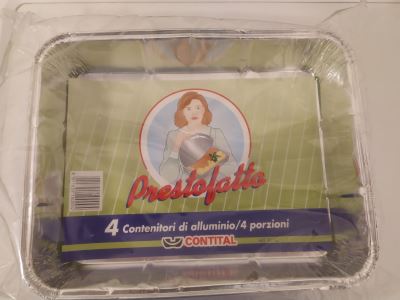 Prestofatto
4 Contenitori di alluminio/4 porzioni
CONTITAL